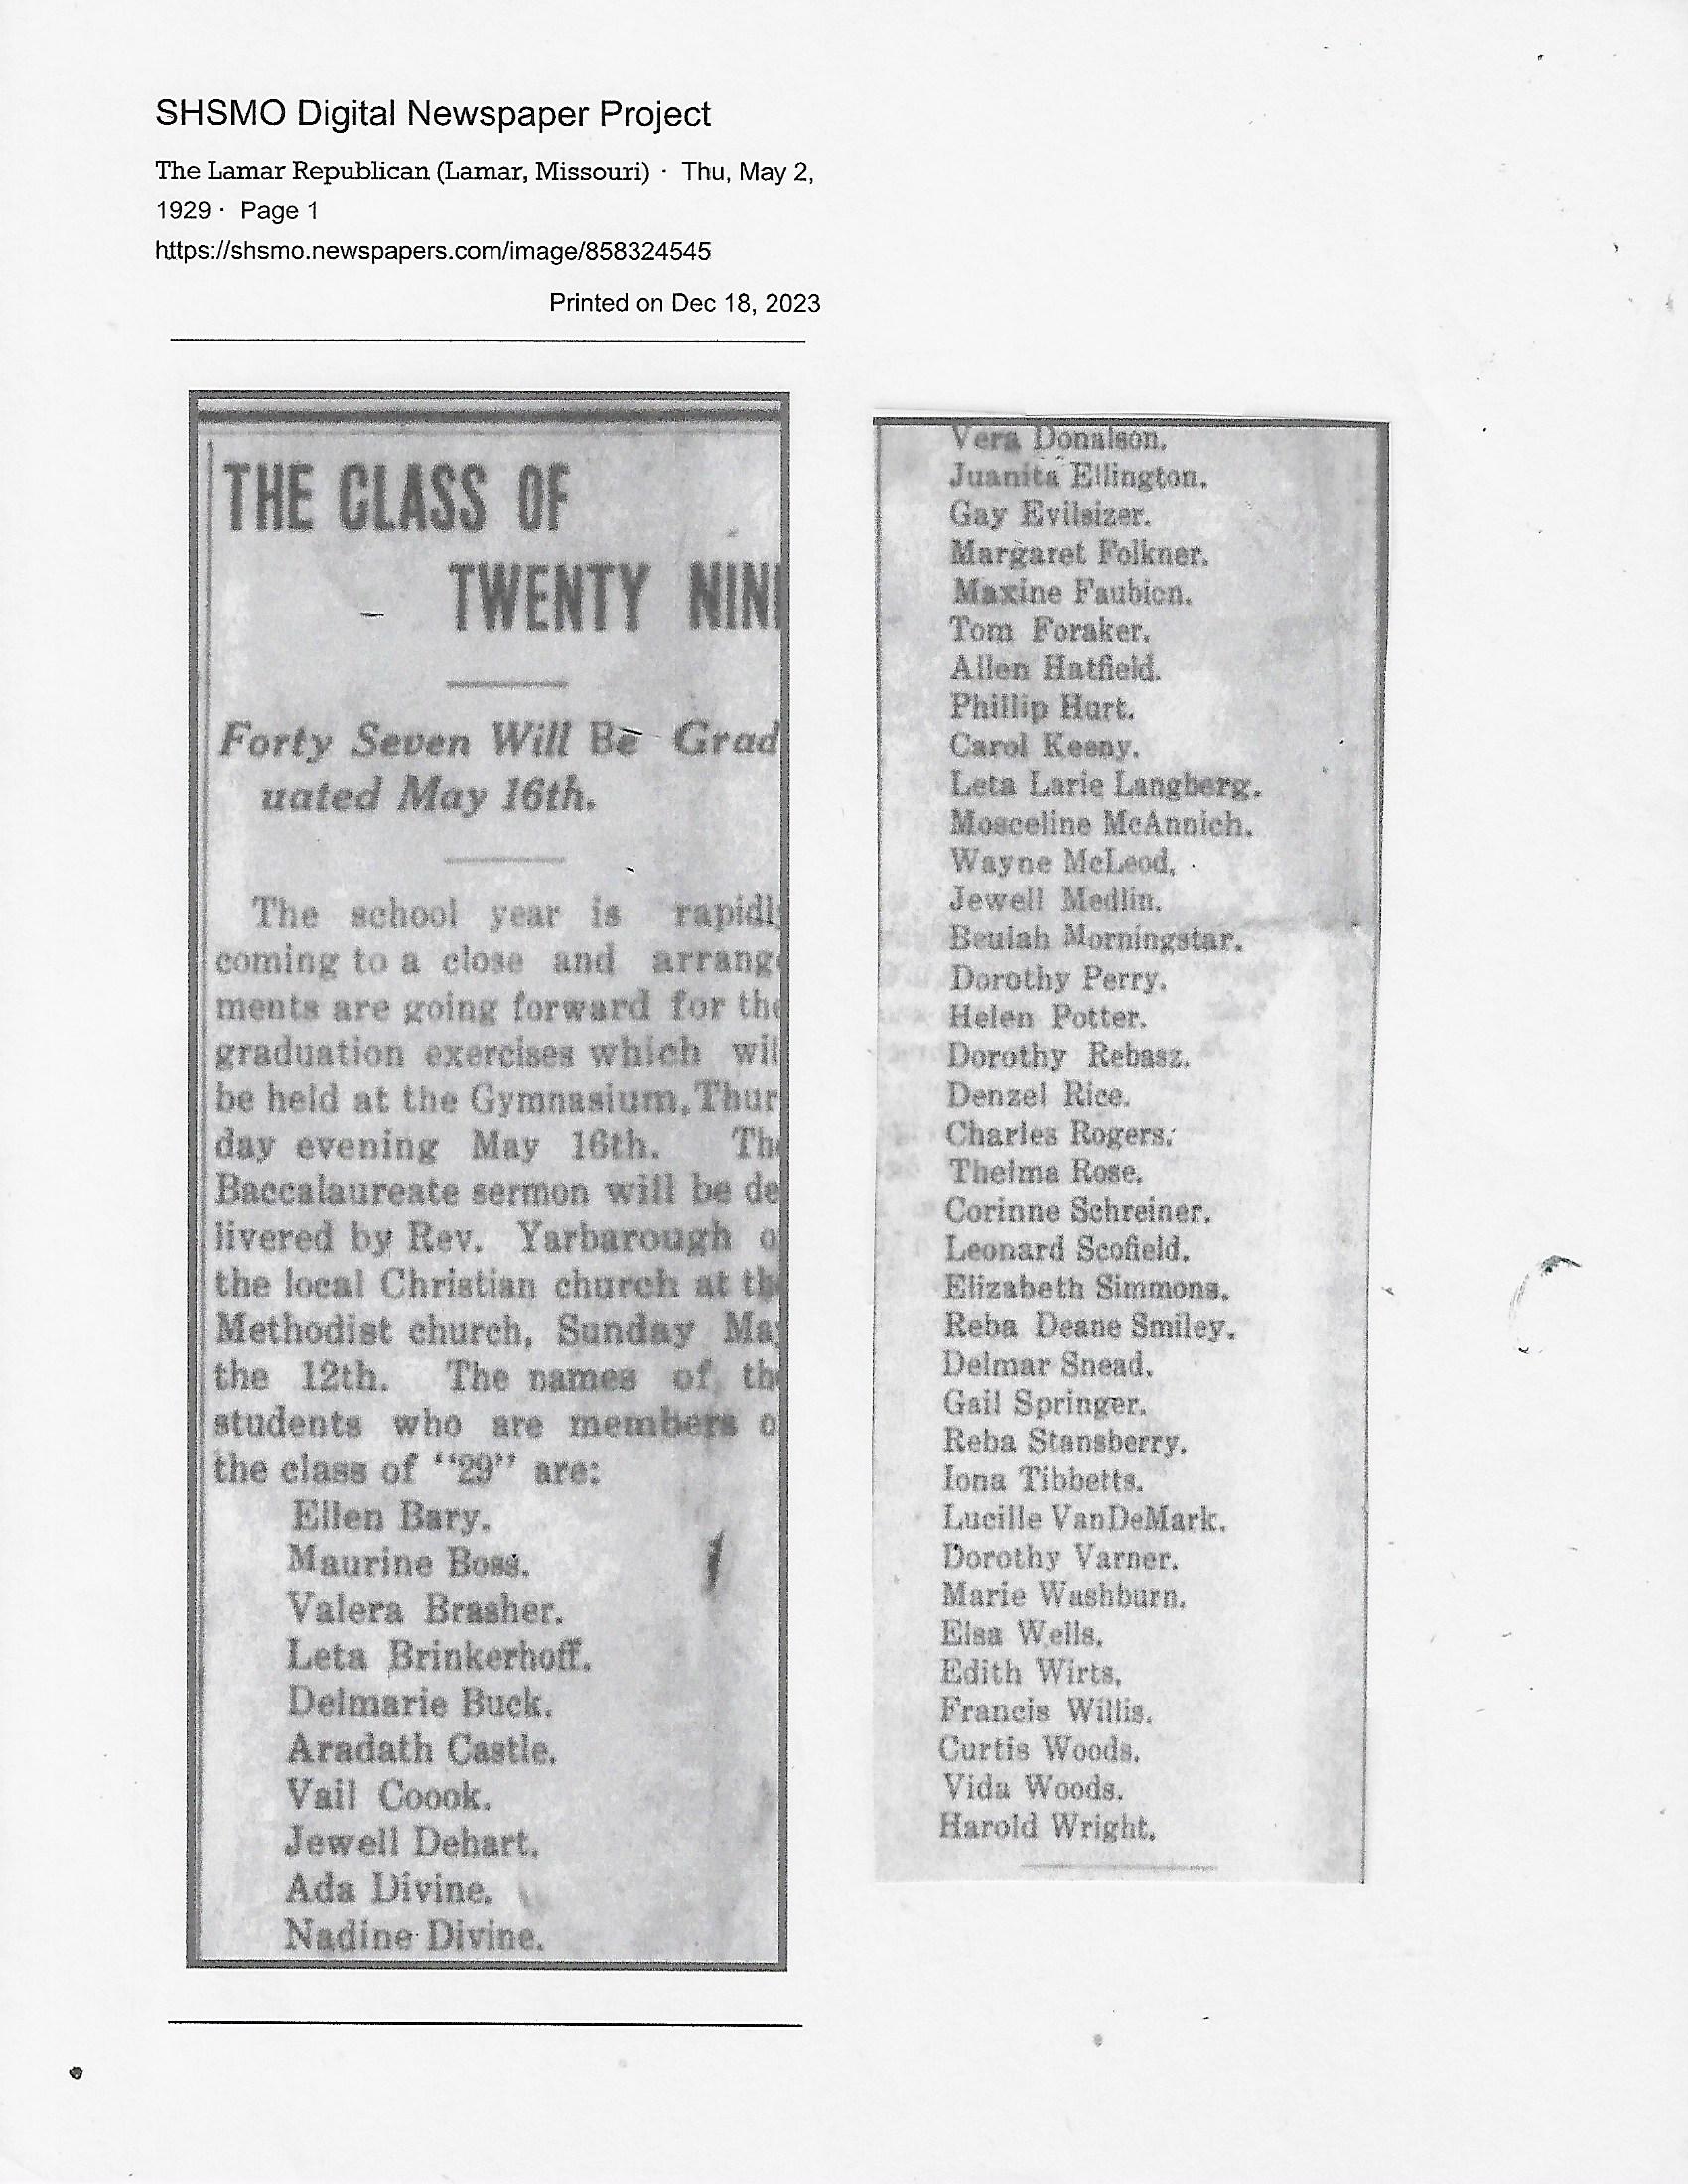 SHSMO Digital Newspaper Project
The Lamar Republican (Lamar, Missouri) · Thu, May 2,
1929 · Page 1
https://shsmo.newspapers.com/image/858324545
Printed on Dec 18, 2023
THE CLASS OF
TWENTY NIN
Forty Seven Will Be Grad
uated May 16th.
The school year is rapidl
coming to a close and arrang
ments are going forward for the
graduation exercises which wil
be held at the Gymnasium, Thur
day evening May 16th. The
Baccalaureate sermon will be de
livered by Rev. Yarbarough o
the local Christian church at the
Methodist church, Sunday May
the 12th. The names of the
students who are members o
the class of "29" are:
Ellen Bary.
Maurine Boss.
Valera Brasher.
Leta Brinkerhoff.
Delmarie Buck.
Aradath Castle.
Vail Coook.
Jewell Dehart.
Ada Divine.
Nadine Divine.
Vera Donalson.
Juanita Ellington.
Gay Evilsizer.
Margaret Folkner.
Maxine Faubion.
Tom Foraker.
Allen Hatfield.
Phillip Hurt.
Carol Keeny.
Leta Larie Langberg.
Mosceline McAnnich.
Wayne McLeod.
Jewell Medlin.
Beulah Morningstar.
Dorothy Perry.
Helen Potter.
Dorothy Rebasz.
Denzel Rice.
Charles Rogers.
Thelma Rose.
Corinne Schreiner.
Leonard Scofield.
Elizabeth Simmons.
Reba Deane Smiley.
Delmar Snead.
Gail Springer.
Reba Stansberry.
Iona Tibbetts.
Lucille VanDeMark.
Dorothy Varner.
Marie Washburn.
Elsa Wells.
Edith Wirts.
Francis Willis.
Curtis Woods.
Vida Woods.
Harold Wright.